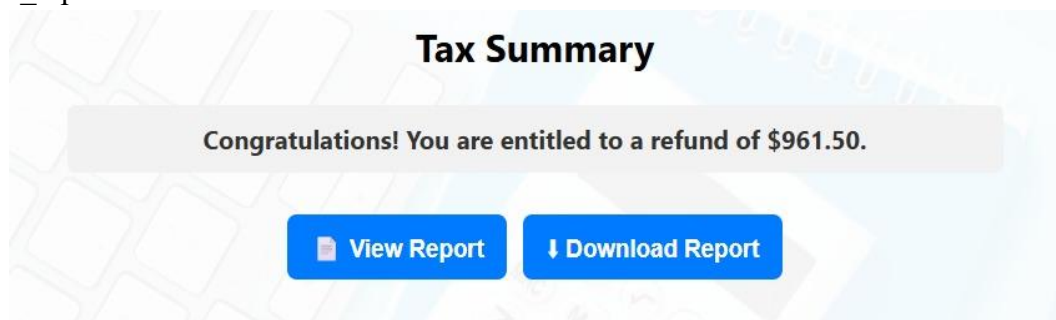 Tax Summary
Congratulations! You are entitled to a refund of $961.50.
View Report
⬇ Download Report